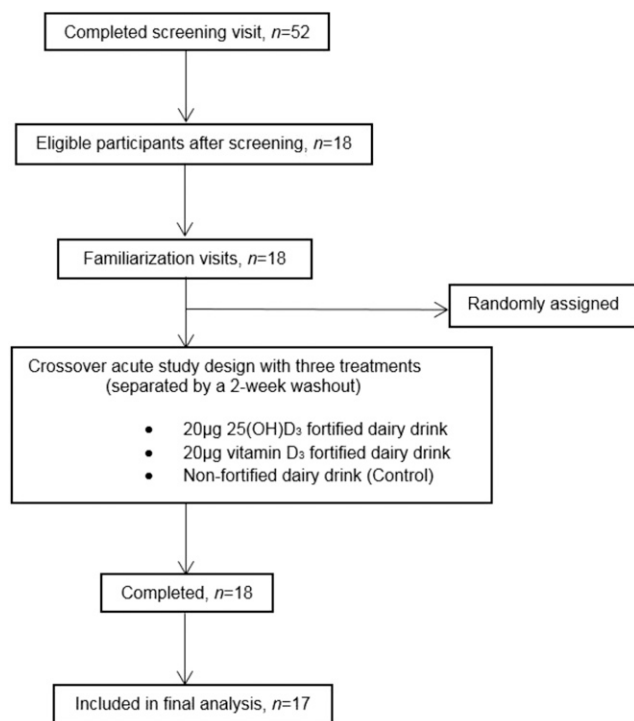 Completed screening visit, n=52
Eligible participants after screening, n=18
Familiarization visits, n=18
Randomly assigned
Crossover acute study design with three treatments
(separated by a 2-week washout)
• 20µg 25(OH)D₃ fortified dairy drink
• 20µg vitamin D₃ fortified dairy drink
• Non-fortified dairy drink (Control)
Completed, n=18
Included in final analysis, n=17